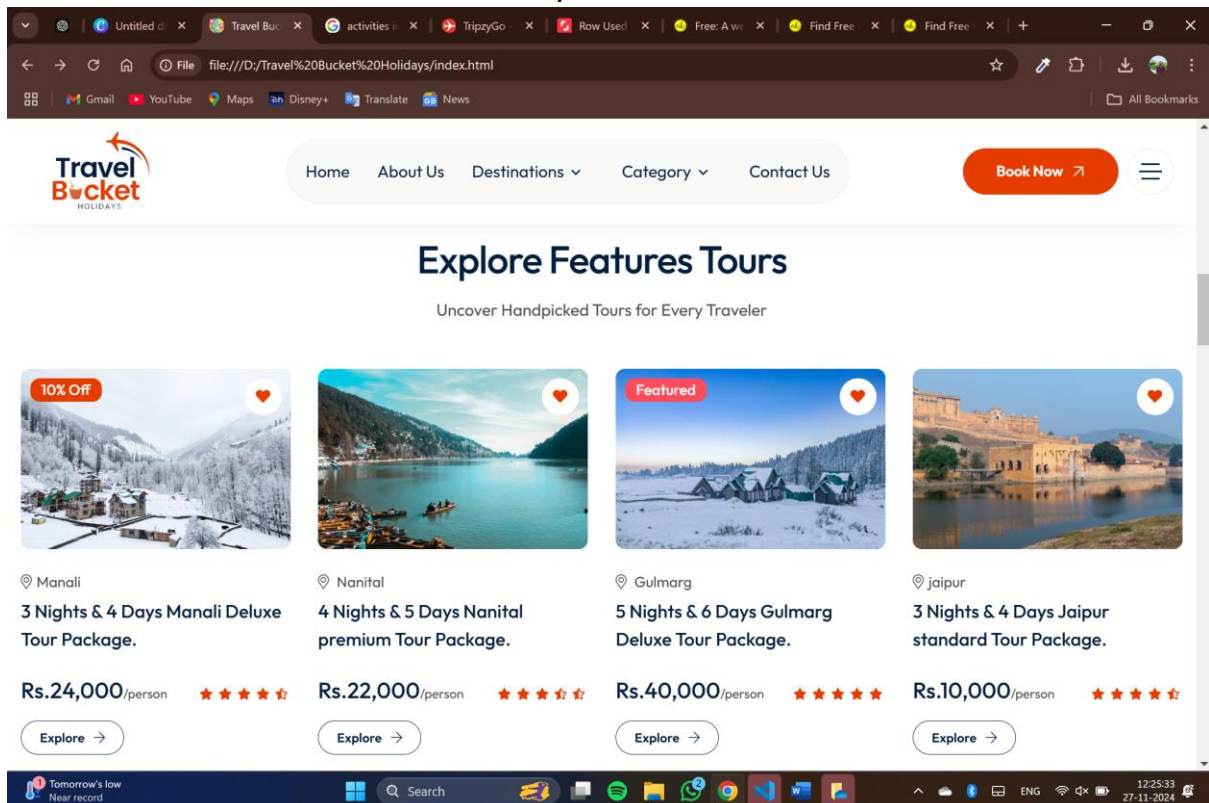 Untitled d
Travel Buc
activities i
TripzyGo -
Row Used
Free: A we
Find Free
Find Free
File
file:///D:/Travel%20Bucket%20Holidays/index.html
Gmail
YouTube
Maps
Disney+
Translate
News
All Bookmarks
Travel
Bucket
HOLIDAYS
Home
About Us
Destinations
Category
Contact Us
Book Now
Explore Features Tours
Uncover Handpicked Tours for Every Traveler
10% Off
Featured
Manali
Nanital
Gulmarg
jaipur
3 Nights & 4 Days Manali Deluxe
Tour Package.
4 Nights & 5 Days Nanital
premium Tour Package.
5 Nights & 6 Days Gulmarg
Deluxe Tour Package.
3 Nights & 4 Days Jaipur
standard Tour Package.
Rs.24,000/person
Rs.22,000/person
Rs.40,000/person
Rs.10,000/person
Explore
Explore
Explore
Explore
1
Tomorrow's low
Near record
Search
2
ENG
12:25:33
27-11-2024